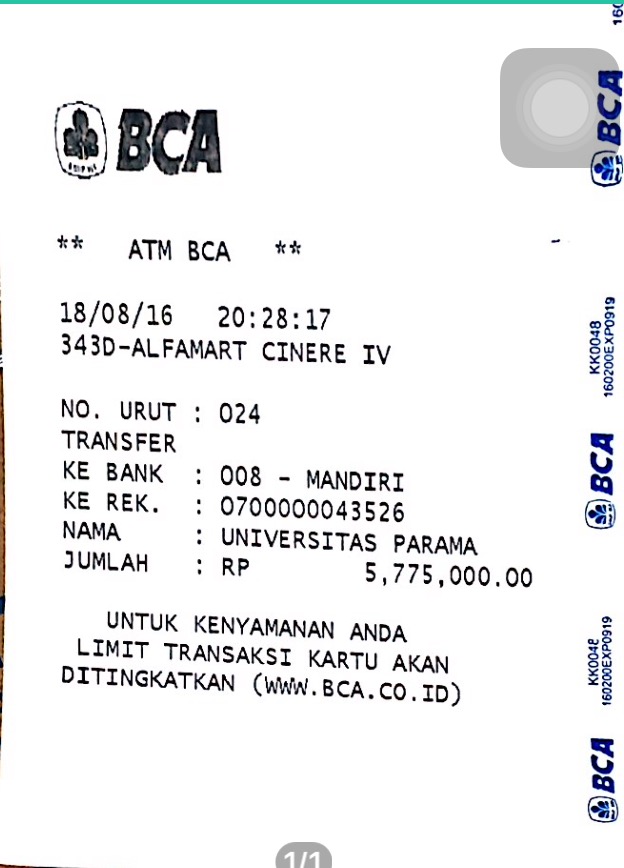 BCA
** ATM BCA **
18/08/16 20:28:17
343D-ALFAMART CINERE IV
NO. URUT : 024
TRANSFER
KE BANK : 008 - MANDIRI
KE REK. : 0700000043526
NAMA : UNIVERSITAS PARAMA
JUMLAH : RP 5,775,000.00
UNTUK KENYAMANAN ANDA
LIMIT TRANSAKSI KARTU AKAN
DITINGKATKAN (WWW.BCA.CO.ID)
BCA
KK0048
160200EXP0919
BCA
KK0048
160200EXP0919
BCA
1/1